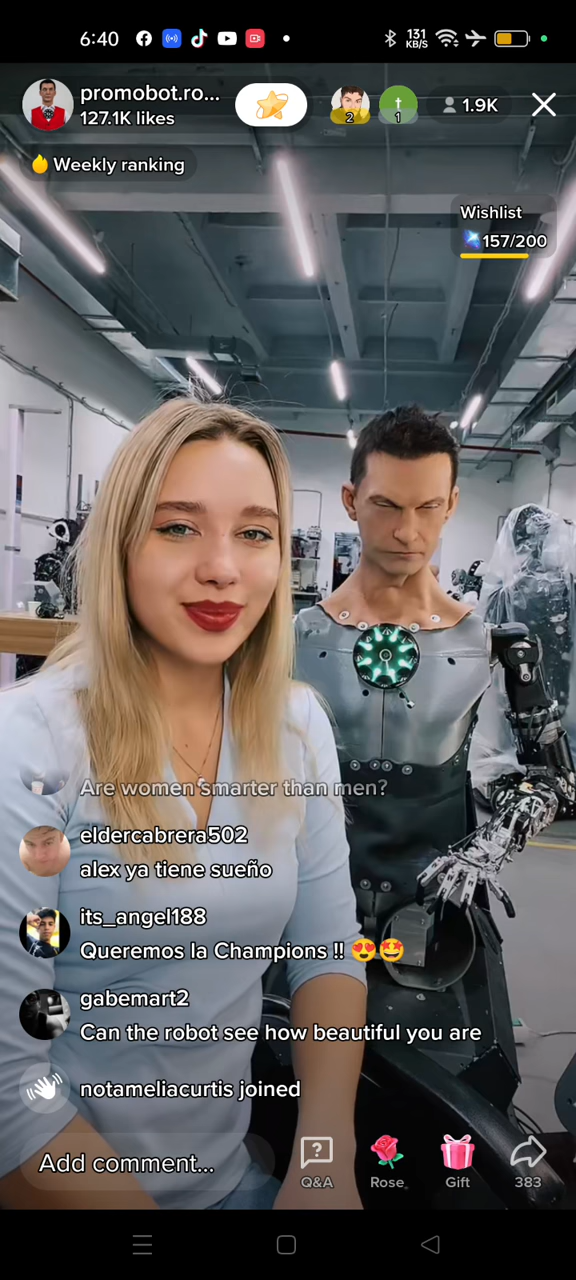 6:40
131
KB/S
promobot.ro...
127.1K likes
2
1
1.9K
Weekly ranking
Wishlist
157/200
Are women smarter than men?
eldercabrera502
alex ya tiene sueño
its_angel188
Queremos la Champions !! 😍🤩
gabemart2
Can the robot see how beautiful you are
notameliacurtis joined
Add comment...
Q&A
Rose
Gift
383